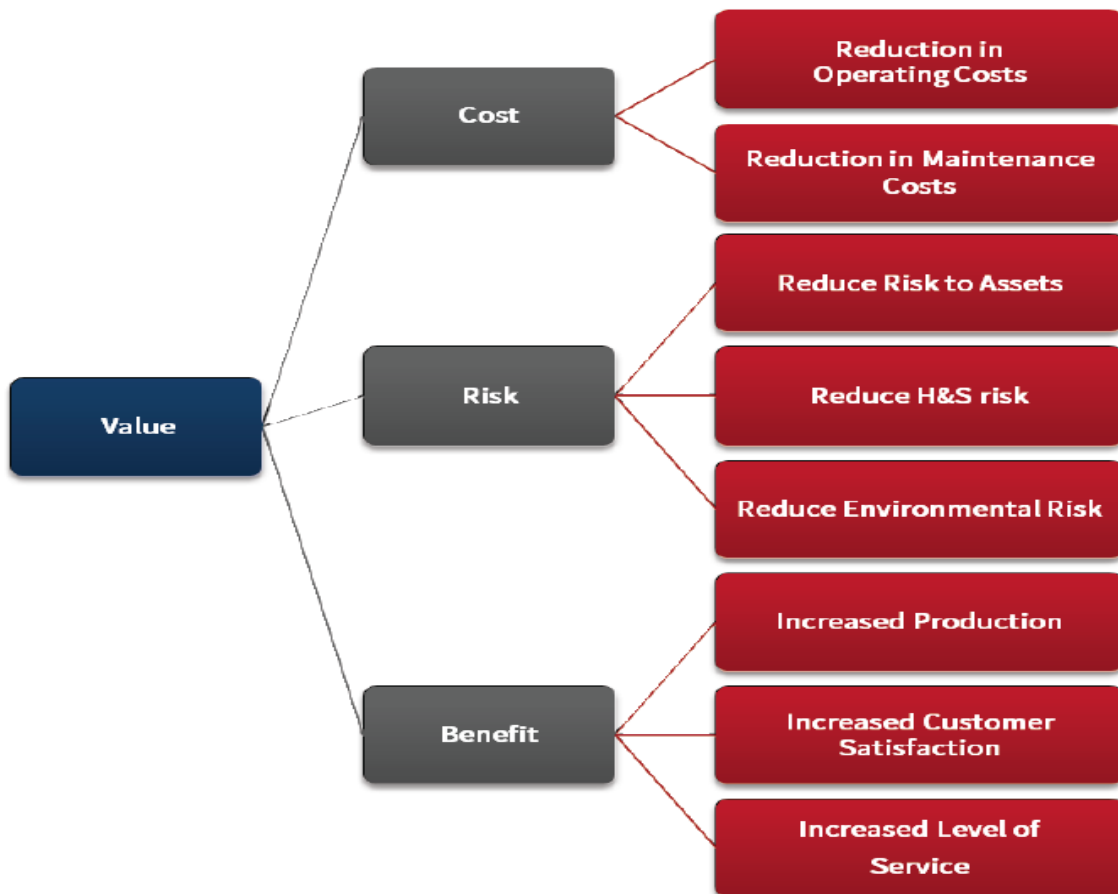 Value
Cost
Reduction in
Operating Costs
Reduction in Maintenance
Costs
Risk
Reduce Risk to Assets
Reduce H&S risk
Reduce Environmental Risk
Benefit
Increased Production
Increased Customer
Satisfaction
Increased Level of
Service